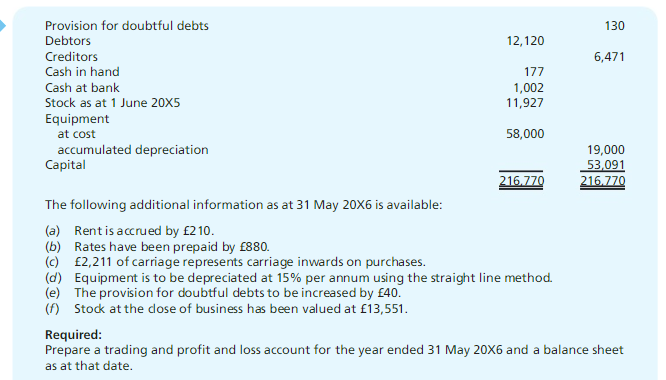 Provision for doubtful debts 130
Debtors 12,120
Creditors 6,471
Cash in hand 177
Cash at bank 1,002
Stock as at 1 June 20X5 11,927
Equipment
at cost 58,000
accumulated depreciation 19,000
Capital 53,091
216,770 216,770
The following additional information as at 31 May 20X6 is available:
(a) Rent is accrued by £210.
(b) Rates have been prepaid by £880.
(c) £2,211 of carriage represents carriage inwards on purchases.
(d) Equipment is to be depreciated at 15% per annum using the straight line method.
(e) The provision for doubtful debts to be increased by £40.
(f) Stock at the close of business has been valued at £13,551.
Required:
Prepare a trading and profit and loss account for the year ended 31 May 20X6 and a balance sheet
as at that date.